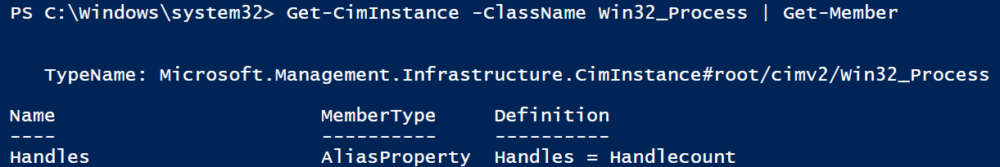 PS C:\Windows\system32> Get-CimInstance -ClassName Win32_Process | Get-Member
TypeName: Microsoft.Management.Infrastructure.CimInstance#root/cimv2/Win32_Process
Name MemberType Definition
---- ---------- ----------
Handles AliasProperty Handles = Handlecount